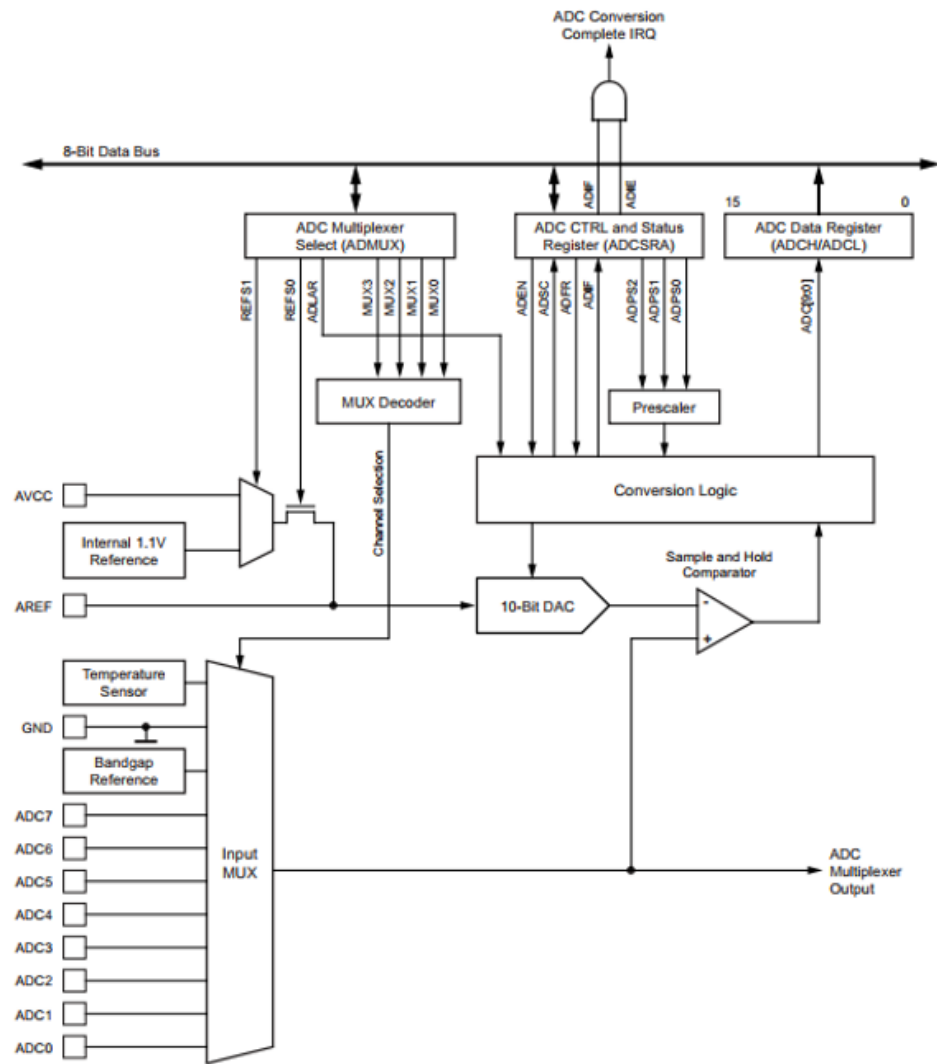 ADC Conversion
Complete IRQ
8-Bit Data Bus
ADIF
ADIE
15
0
ADC Multiplexer
Select (ADMUX)
ADC CTRL and Status
Register (ADCSRA)
ADC Data Register
(ADCH/ADCL)
REFS1
REFS0
ADLAR
MUX3
MUX2
MUX1
MUX0
ADEN
ADSC
ADFR
ADIF
ADPS2
ADPS1
ADPS0
ADC[9:0]
MUX Decoder
Prescaler
Channel Selection
Conversion Logic
AVCC
Internal 1.1V
Reference
AREF
Sample and Hold
Comparator
10-Bit DAC
-
+
Temperature
Sensor
GND
Bandgap
Reference
ADC7
ADC6
ADC5
ADC4
ADC3
ADC2
ADC1
ADC0
Input
MUX
ADC
Multiplexer
Output